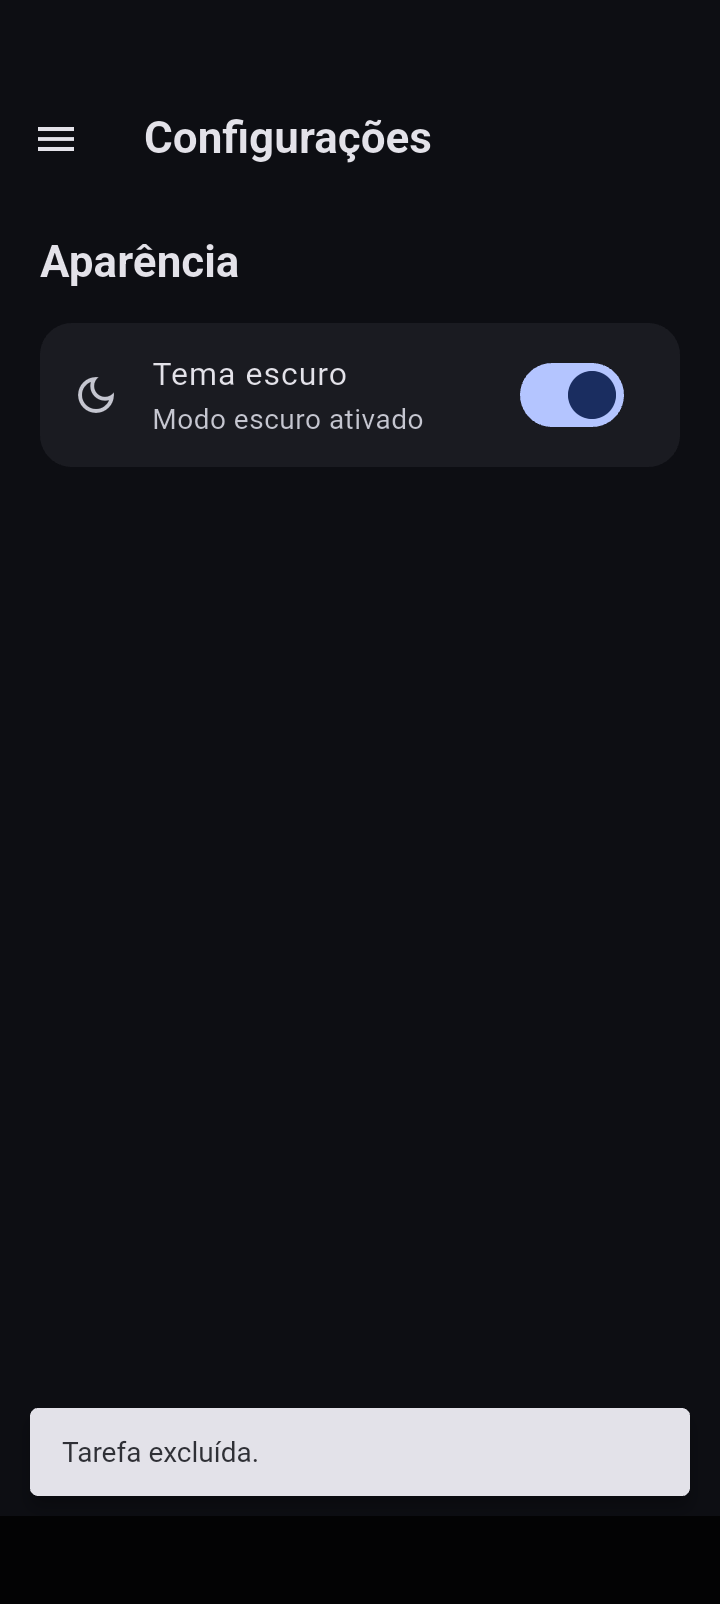 Configurações
Aparência
Tema escuro
Modo escuro ativado
Tarefa excluída.